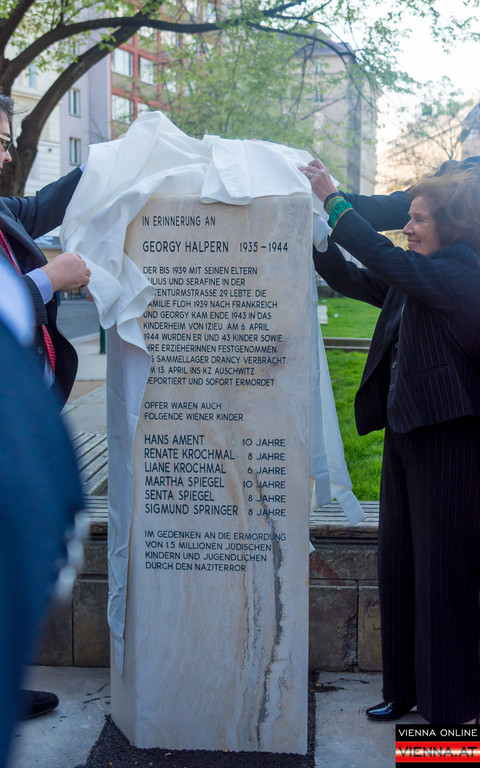 IN ERINNERUNG AN
GEORGY HALPERN 1935-1944
DER BIS 1939 MIT SEINEN ELTERN
JULIUS UND SERAFINE IN DER
ENTURMSTRASSE 29 LEBTE. DIE
FAMILIE FLOH 1939 NACH FRANKREICH
UND GEORGY KAM ENDE 1943 IN DAS
KINDERHEIM VON IZIEU. AM 6. APRIL
1944 WURDEN ER UND 43 KINDER SOWIE
IHRE ERZIEHERINNEN FESTGENOMMEN
INS SAMMELLAGER DRANCY VERBRACHT.
AM 13. APRIL INS KZ AUSCHWITZ
DEPORTIERT UND SOFORT ERMORDET
OPFER WAREN AUCH
FOLGENDE WIENER KINDER
HANS AMENT 10 JAHRE
RENATE KROCHMAL 8 JAHRE
LIANE KROCHMAL 6 JAHRE
MARTHA SPIEGEL 10 JAHRE
SENTA SPIEGEL 8 JAHRE
SIGMUND SPRINGER 8 JAHRE
IM GEDENKEN AN DIE ERMORDUNG
VON 1.5 MILLIONEN JÜDISCHEN
KINDERN UND JUGENDLICHEN
DURCH DEN NAZITERROR
VIENNA ONLINE
VIENNA.AT